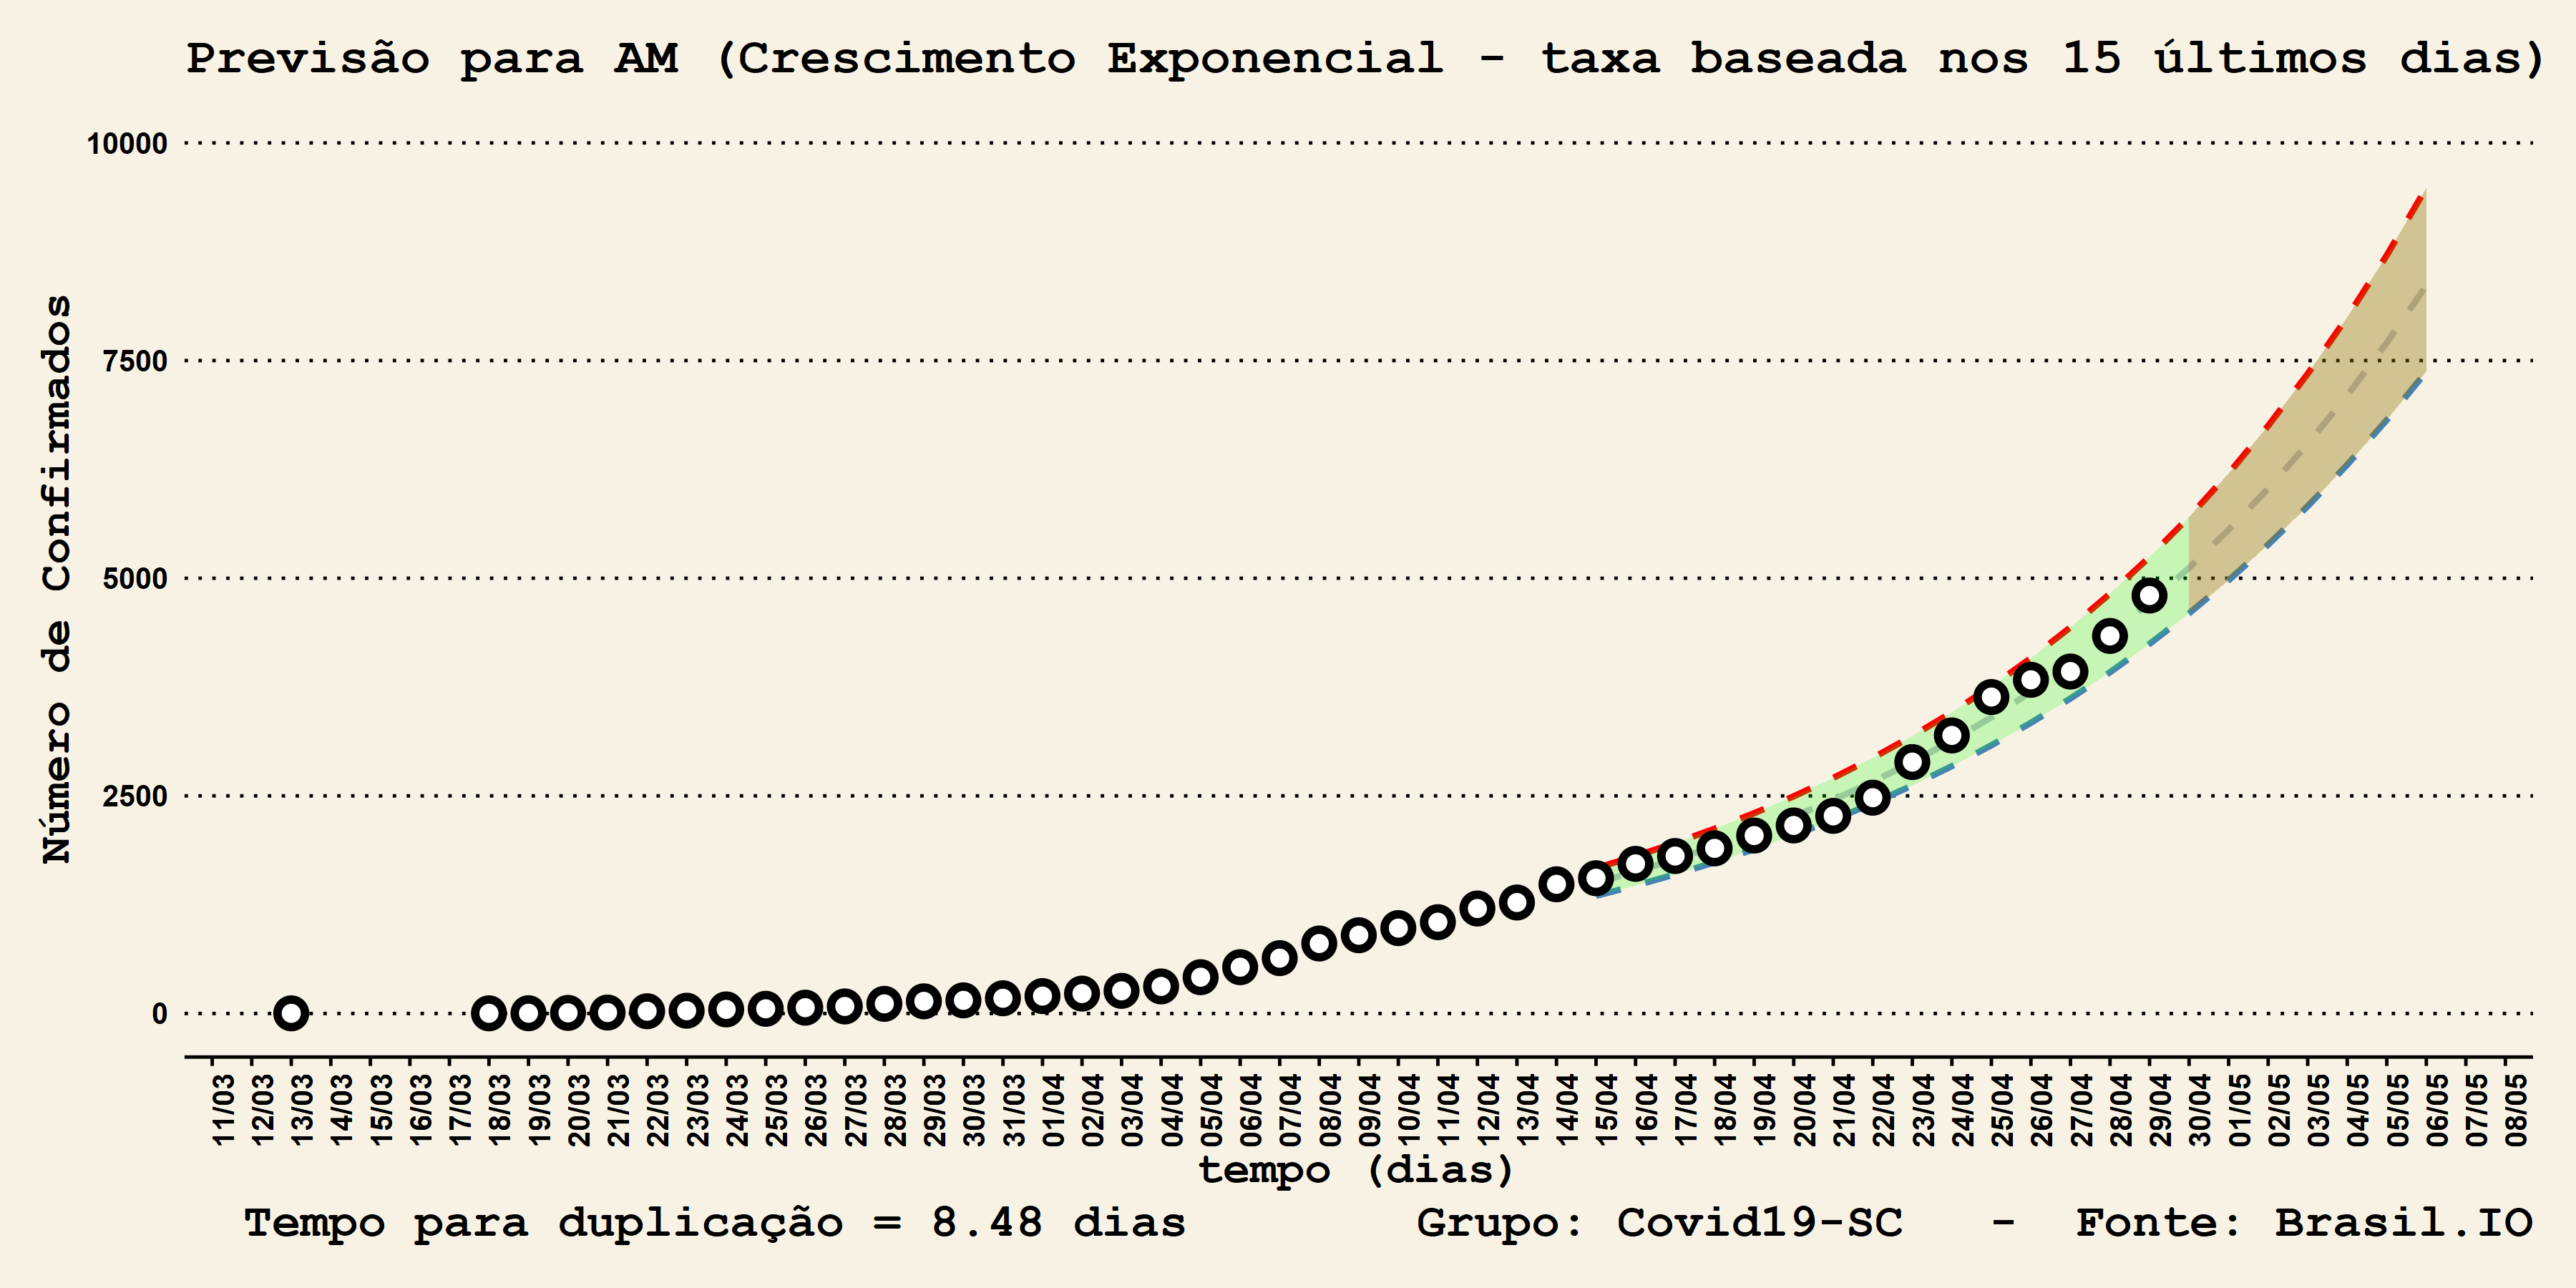 Previsão para AM (Crescimento Exponencial - taxa baseada nos 15 últimos dias)
Número de Confirmados
10000
7500
5000
2500
0
11/03 12/03 13/03 14/03 15/03 16/03 17/03 18/03 19/03 20/03 21/03 22/03 23/03 24/03 25/03 26/03 27/03 28/03 29/03 30/03 31/03 01/04 02/04 03/04 04/04 05/04 06/04 07/04 08/04 09/04 10/04 11/04 12/04 13/04 14/04 15/04 16/04 17/04 18/04 19/04 20/04 21/04 22/04 23/04 24/04 25/04 26/04 27/04 28/04 29/04 30/04 01/05 02/05 03/05 04/05 05/05 06/05 07/05 08/05
tempo (dias)
Tempo para duplicação = 8.48 dias Grupo: Covid19-SC - Fonte: Brasil.IO